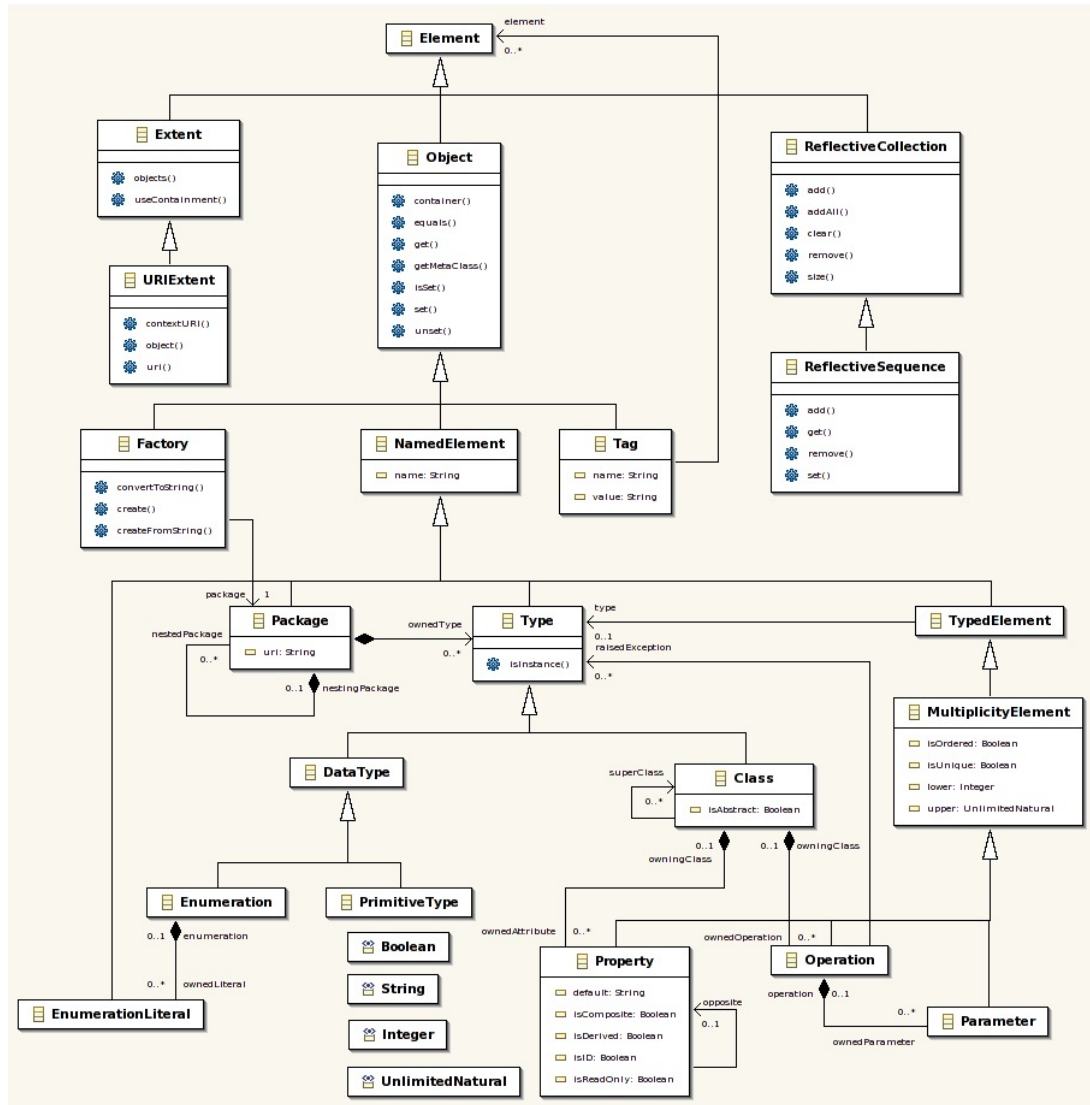 element
Element
0..*
Extent
objects()
useContainment()
Object
container()
equals()
get()
getMetaClass()
isSet()
set()
unset()
ReflectiveCollection
add()
addAll()
clear()
remove()
size()
URIExtent
contextURI()
object()
uri()
ReflectiveSequence
add()
get()
remove()
set()
Factory
convertToString()
create()
createFromString()
NamedElement
name: String
Tag
name: String
value: String
package
1
Package
uri: String
nestedPackage
0..*
0..1
nestingPackage
ownedType
0..*
Type
isInstance()
type
0..1
raisedException
0..*
TypedElement
MultiplicityElement
isOrdered: Boolean
isUnique: Boolean
lower: Integer
upper: UnlimitedNatural
DataType
superClass
0..*
Class
isAbstract: Boolean
0..1
owningClass
0..1
owningClass
Enumeration
PrimitiveType
0..1
enumeration
0..*
ownedLiteral
EnumerationLiteral
Boolean
String
Integer
UnlimitedNatural
ownedAttribute
0..*
Property
default: String
isComposite: Boolean
isDerived: Boolean
isID: Boolean
isReadOnly: Boolean
opposite
0..1
ownedOperation
0..*
Operation
operation
0..1
0..*
ownedParameter
Parameter